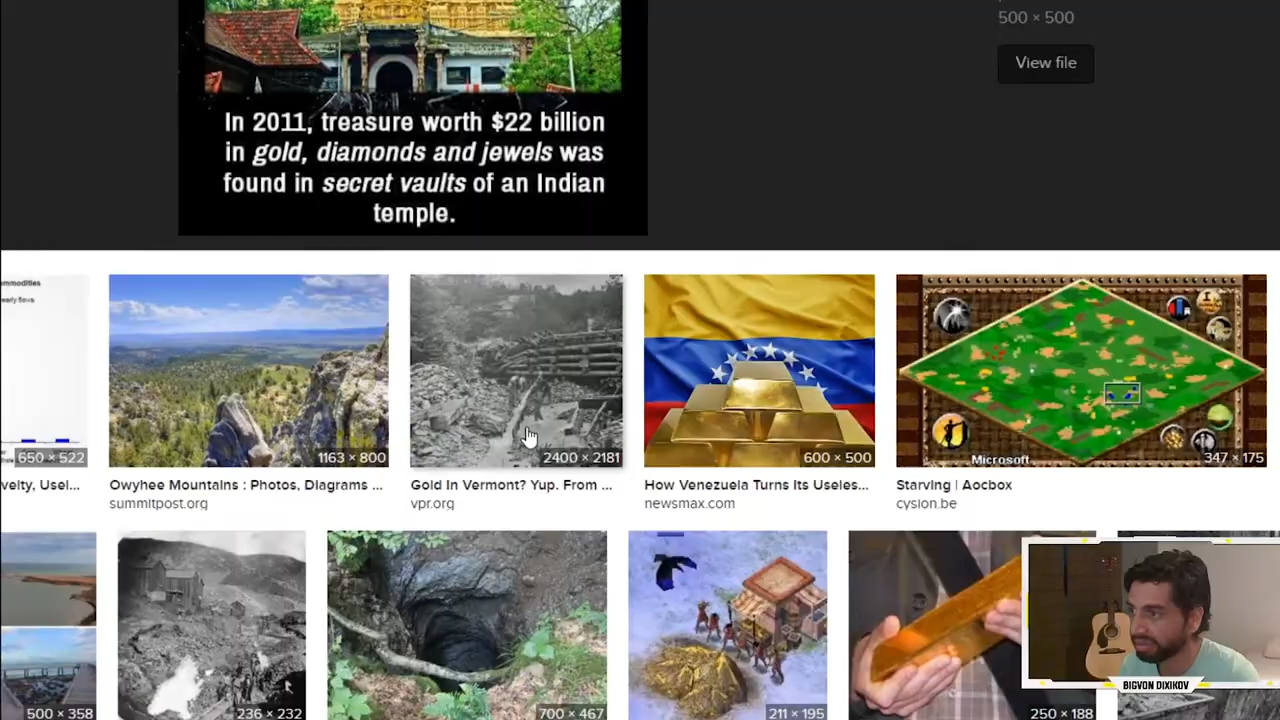 500 × 500
View file
In 2011, treasure worth $22 billion
in gold, diamonds and jewels was
found in secret vaults of an Indian
temple.
ommodities
early flows
650 × 522
1163 × 800
2400 × 2181
600 × 500
Microsoft
347 × 175
velty, Usel...
Owyhee Mountains : Photos, Diagrams ...
Gold In Vermont? Yup. From ...
How Venezuela Turns Its Useles...
Starving | Aocbox
summitpost.org
vpr.org
newsmax.com
cysion.be
500 × 358
236 × 232
700 × 467
211 × 195
250 × 188
BIGVON DIXIKOV